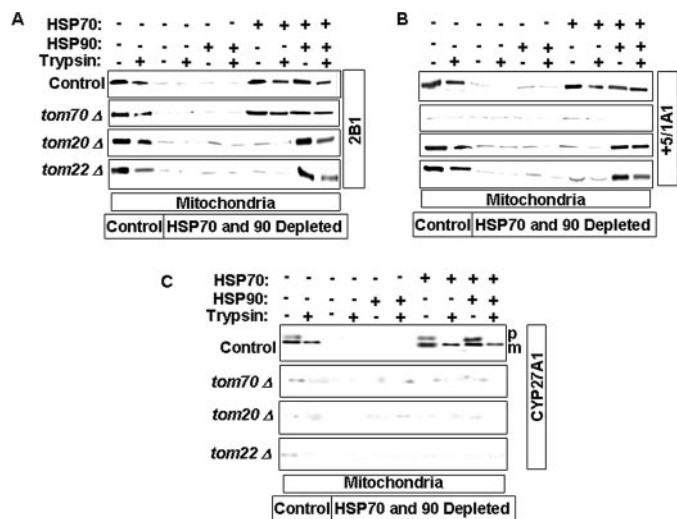 A
HSP70: - - - - - - + + + +
HSP90: - - - - + + - - + +
Trypsin: - + - + - + - + - +
Control
tom70 Δ
tom20 Δ
tom22 Δ
2B1
Mitochondria
Control HSP70 and 90 Depleted
B
- - - - - - + + + +
- - - - + + - - + +
- + - + - + - + - +
+5/1A1
Mitochondria
Control HSP70 and 90 Depleted
C
HSP70: - - - - - - + + + +
HSP90: - - - - + + - - + +
Trypsin: - + - + - + - + - +
Control
p
m
tom70 Δ
tom20 Δ
tom22 Δ
CYP27A1
Mitochondria
Control HSP70 and 90 Depleted